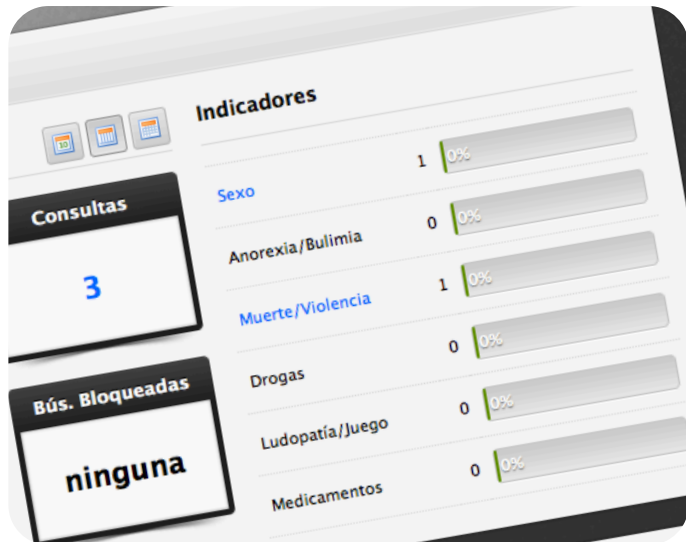 Indicadores
10
Consultas
3
Bús. Bloqueadas
ninguna
Sexo 1 0%
Anorexia/Bulimia 0 0%
Muerte/Violencia 1 0%
Drogas 0 0%
Ludopatía/Juego 0 0%
Medicamentos 0 0%